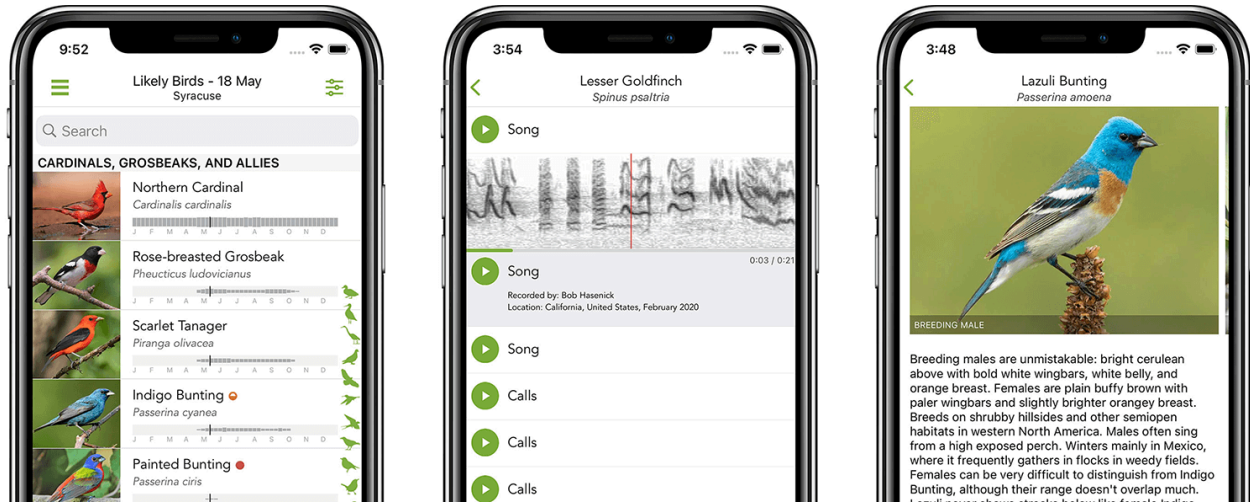 9:52
Likely Birds - 18 May
Syracuse
Search
CARDINALS, GROSBEAKS, AND ALLIES
Northern Cardinal
Cardinalis cardinalis
J F M A M J J A S O N D
Rose-breasted Grosbeak
Pheucticus ludovicianus
J F M A M J J A S O N D
Scarlet Tanager
Piranga olivacea
J F M A M J J A S O N D
Indigo Bunting
Passerina cyanea
J F M A M J J A S O N D
Painted Bunting
Passerina ciris
3:54
Lesser Goldfinch
Spinus psaltria
Song
0:03 / 0:21
Song
Recorded by: Bob Hasenick
Location: California, United States, February 2020
Song
Calls
Calls
Calls
3:48
Lazuli Bunting
Passerina amoena
BREEDING MALE
Breeding males are unmistakable: bright cerulean
above with bold white wingbars, white belly, and
orange breast. Females are plain buffy brown with
paler wingbars and slightly brighter orangey breast.
Breeds on shrubby hillsides and other semiopen
habitats in western North America. Males often sing
from a high exposed perch. Winters mainly in Mexico,
where it frequently gathers in flocks in weedy fields.
Females can be very difficult to distinguish from Indigo
Bunting, although their range doesn't overlap much.